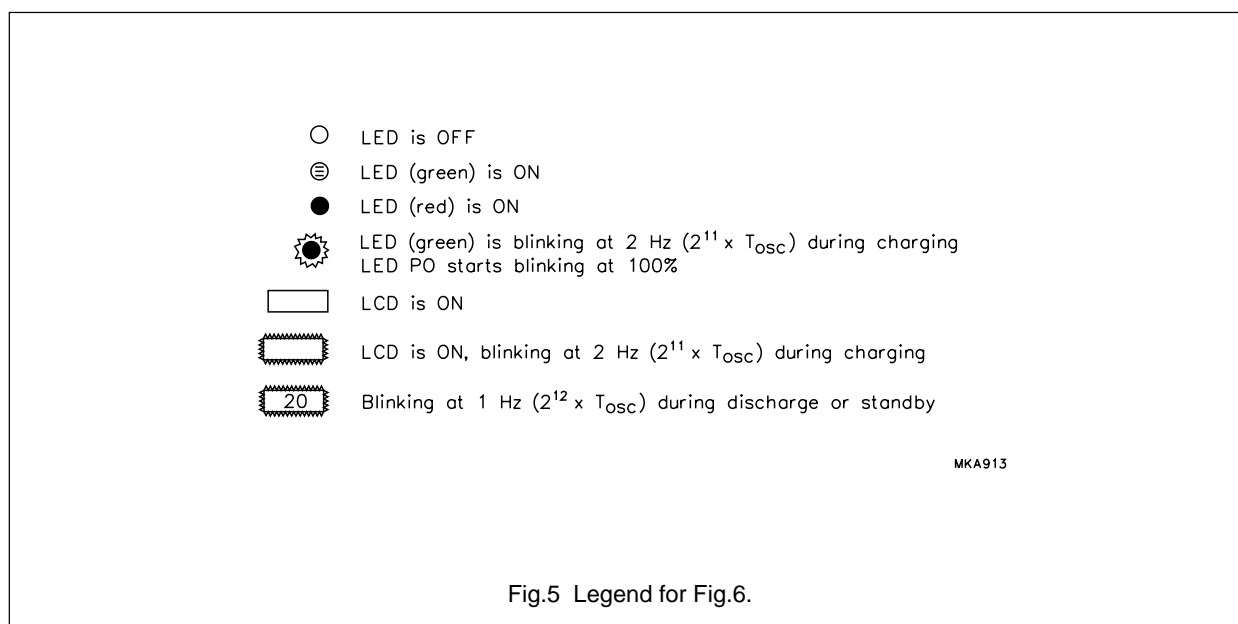 LED is OFF
LED (green) is ON
LED (red) is ON
LED (green) is blinking at 2 Hz (2¹¹ x Tosc) during charging
LED PO starts blinking at 100%
LCD is ON
LCD is ON, blinking at 2 Hz (2¹¹ x Tosc) during charging
20 Blinking at 1 Hz (2¹² x Tosc) during discharge or standby
MKA913
Fig.5 Legend for Fig.6.